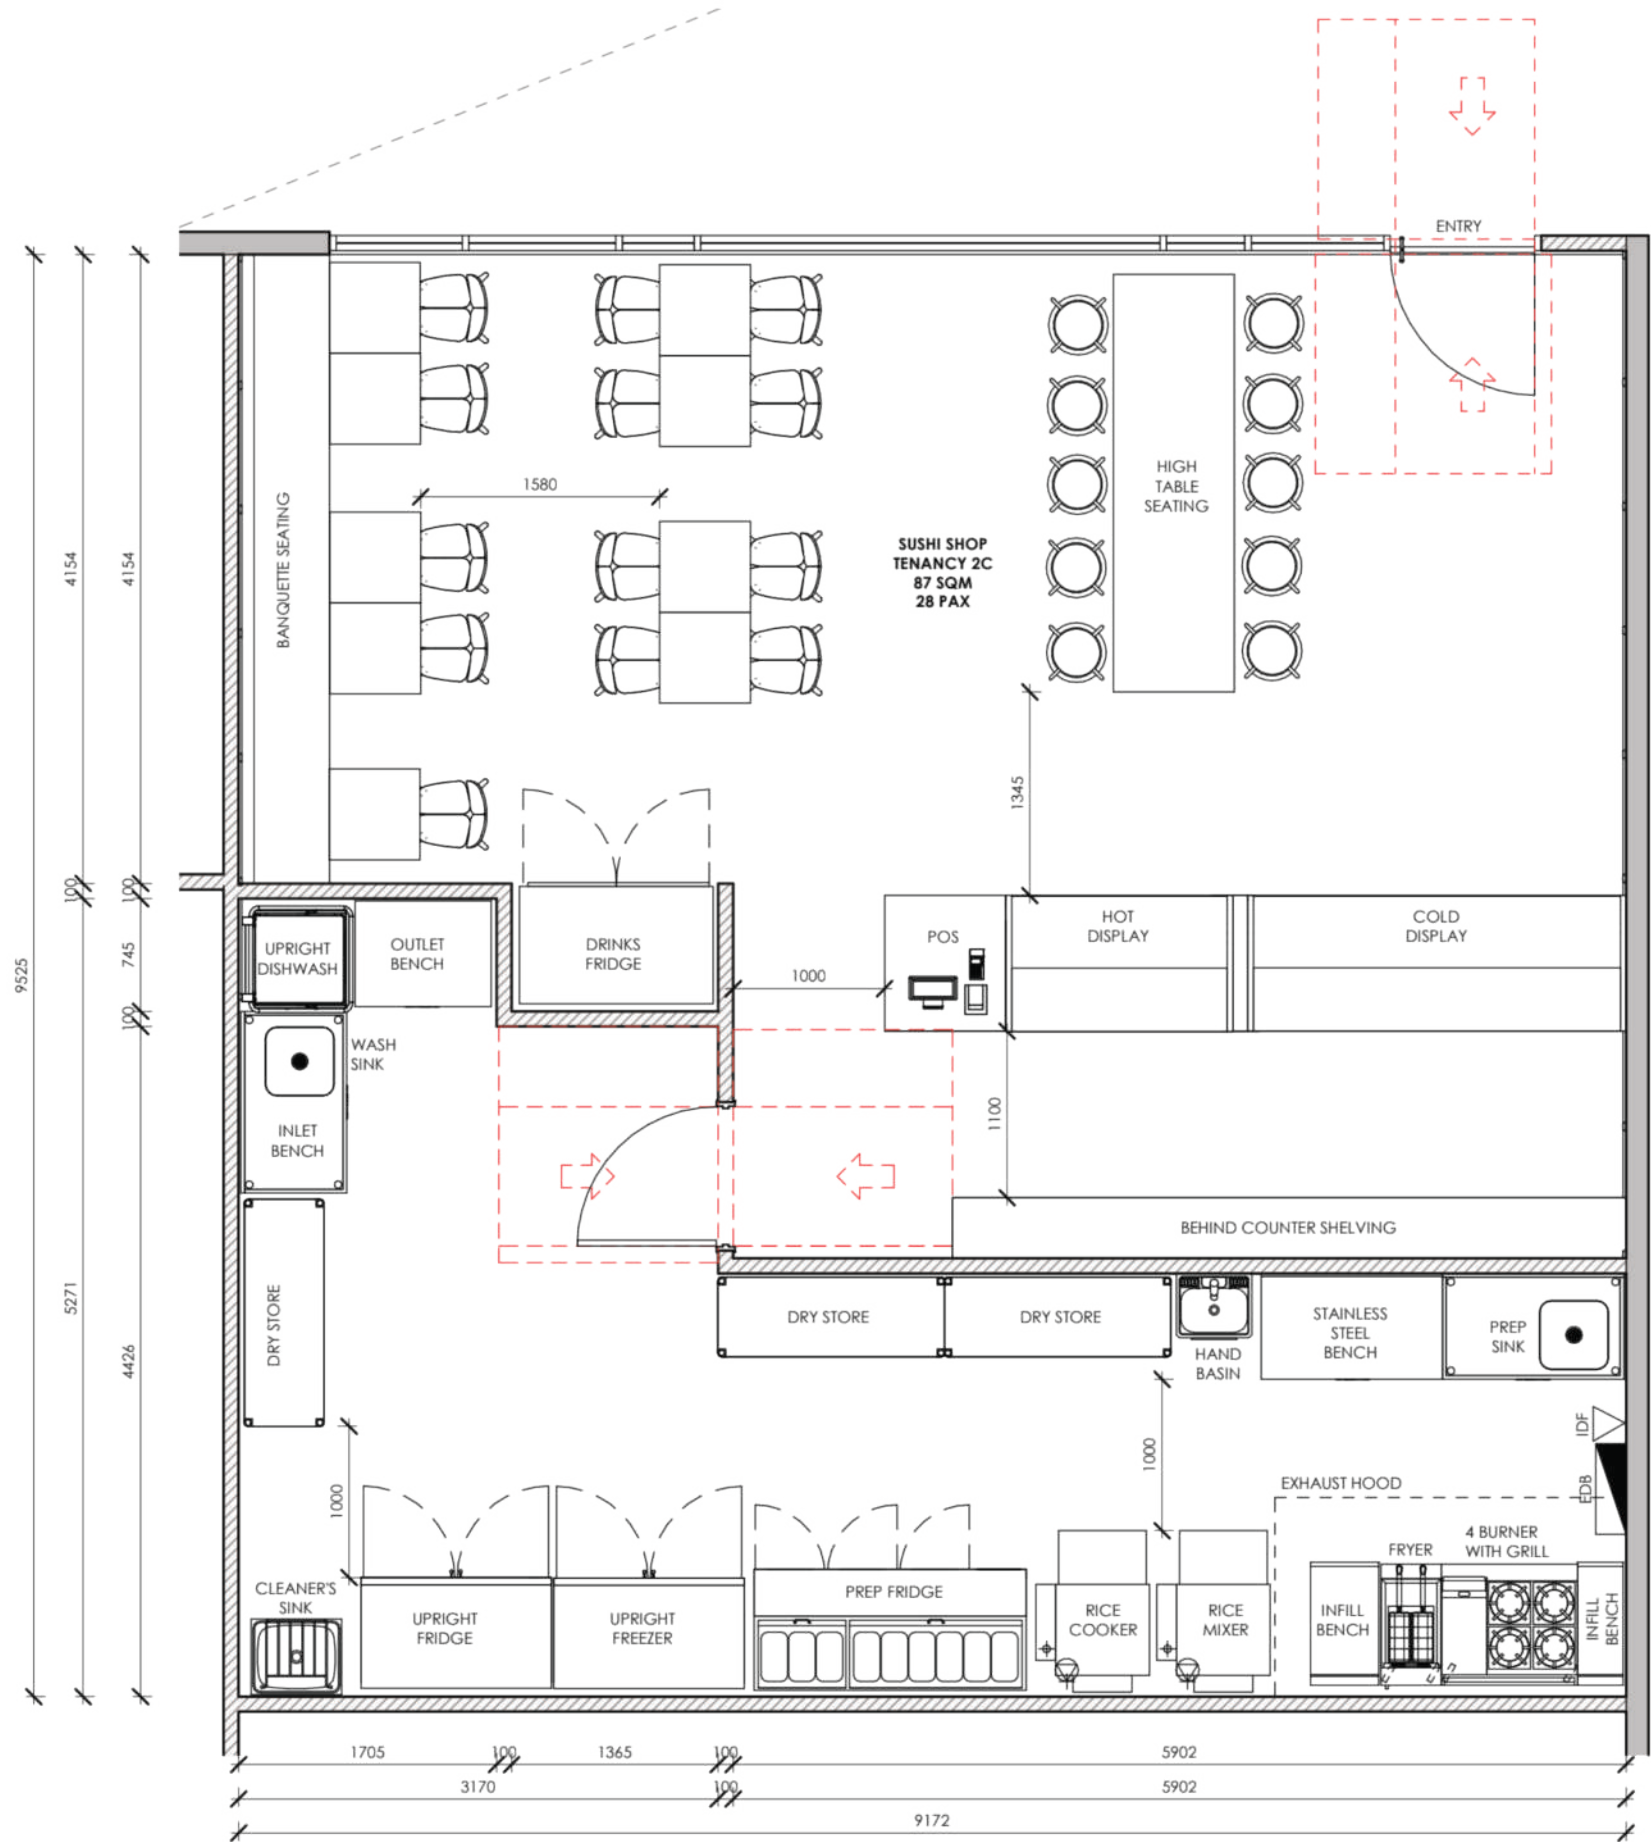 ENTRY
1580
BANQUETTE SEATING
HIGH
TABLE
SEATING
SUSHI SHOP
TENANCY 2C
87 SQM
28 PAX
4154
4154
1345
100
100
9525
745
100
UPRIGHT
DISHWASH
OUTLET
BENCH
DRINKS
FRIDGE
1000
POS
HOT
DISPLAY
COLD
DISPLAY
WASH
SINK
INLET
BENCH
1100
BEHIND COUNTER SHELVING
5271
4426
DRY STORE
DRY STORE
DRY STORE
HAND
BASIN
STAINLESS
STEEL
BENCH
PREP
SINK
IDF
EDB
1000
1000
EXHAUST HOOD
FRYER
4 BURNER
WITH GRILL
CLEANER'S
SINK
UPRIGHT
FRIDGE
UPRIGHT
FREEZER
PREP FRIDGE
RICE
COOKER
RICE
MIXER
INFILL
BENCH
INFILL
BENCH
1705
100
1365
100
5902
3170
100
5902
9172